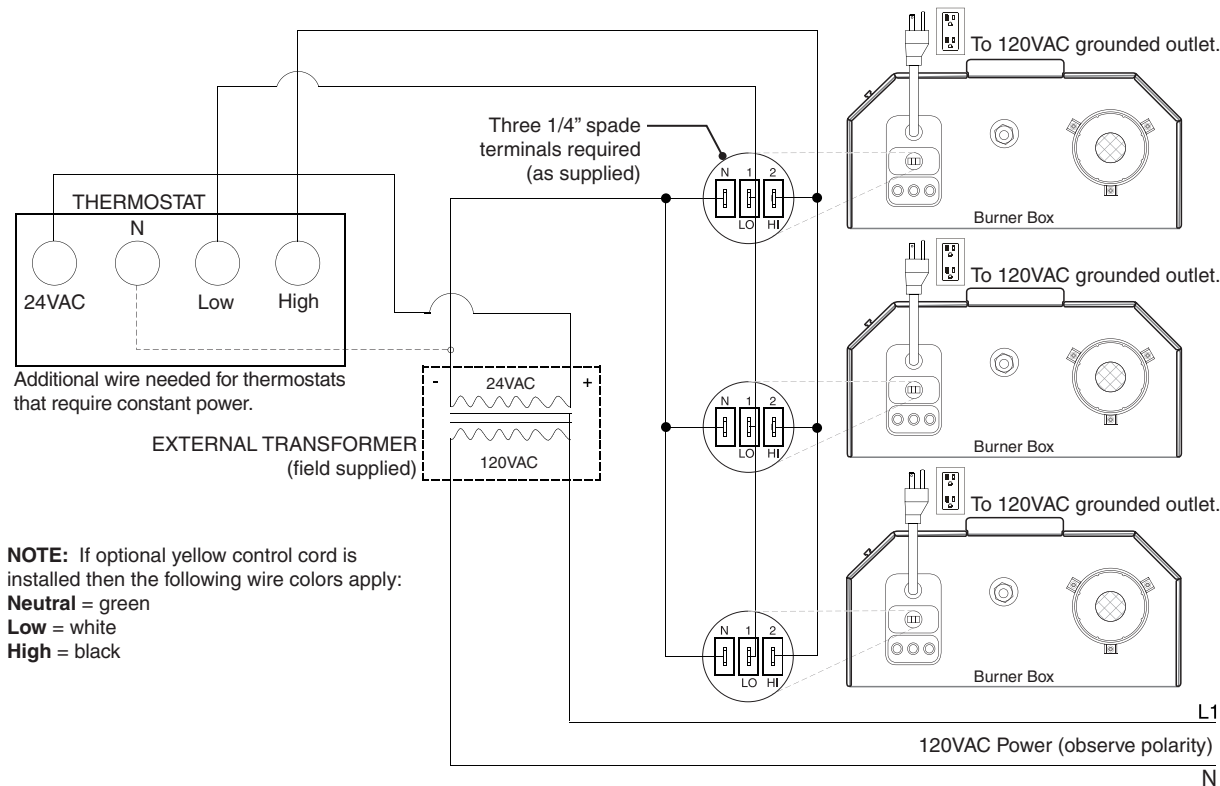 To 120VAC grounded outlet.
Three 1/4” spade
terminals required
(as supplied)
N 1 2
LO HI
Burner Box
THERMOSTAT
N
24VAC
Low
High
Additional wire needed for thermostats
that require constant power.
To 120VAC grounded outlet.
- 24VAC +
EXTERNAL TRANSFORMER
(field supplied)
120VAC
N 1 2
LO HI
Burner Box
To 120VAC grounded outlet.
NOTE: If optional yellow control cord is
installed then the following wire colors apply:
Neutral = green
Low = white
High = black
N 1 2
LO HI
Burner Box
L1
120VAC Power (observe polarity)
N